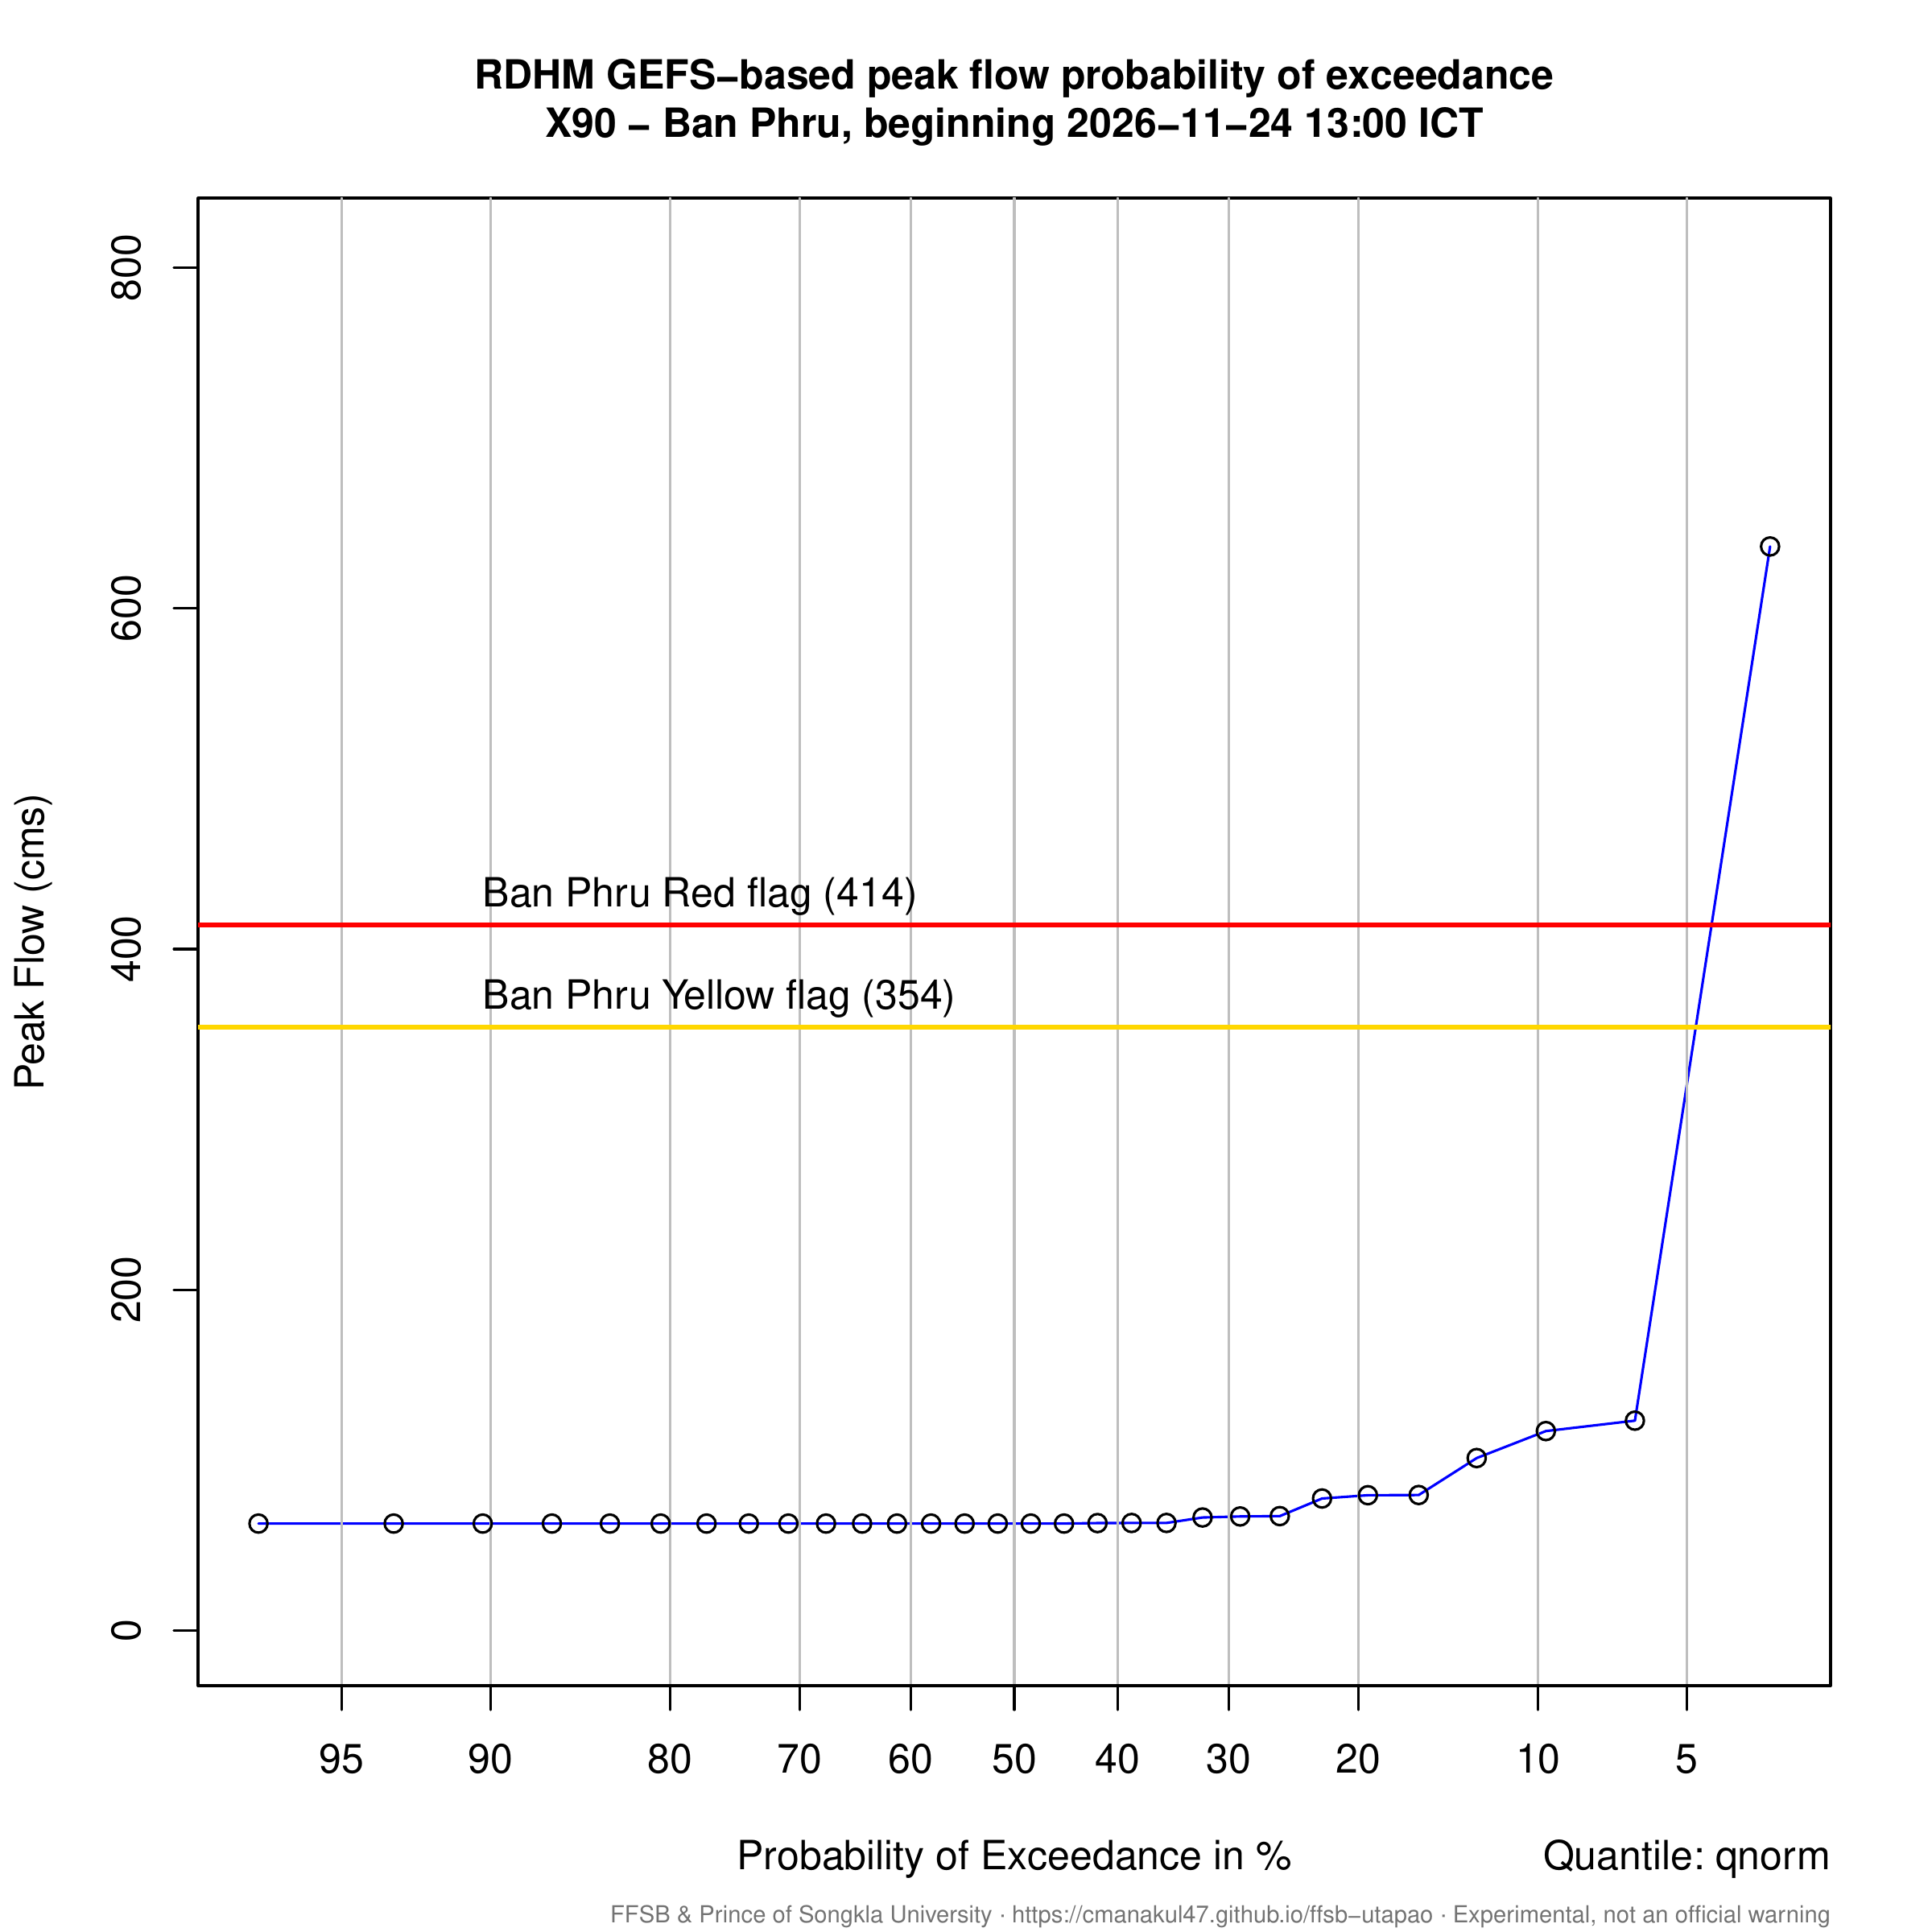 RDHM GEFS−based peak flow probability of exceedance
X90 − Ban Phru, beginning 2026−11−24 13:00 ICT
Peak Flow (cms)
800
600
400
200
0
Ban Phru Red flag (414)
Ban Phru Yellow flag (354)
95 90 80 70 60 50 40 30 20 10 5
Probability of Exceedance in % Quantile: qnorm
FFSB & Prince of Songkla University · https://cmanakul47.github.io/ffsb−utapao · Experimental, not an official warning